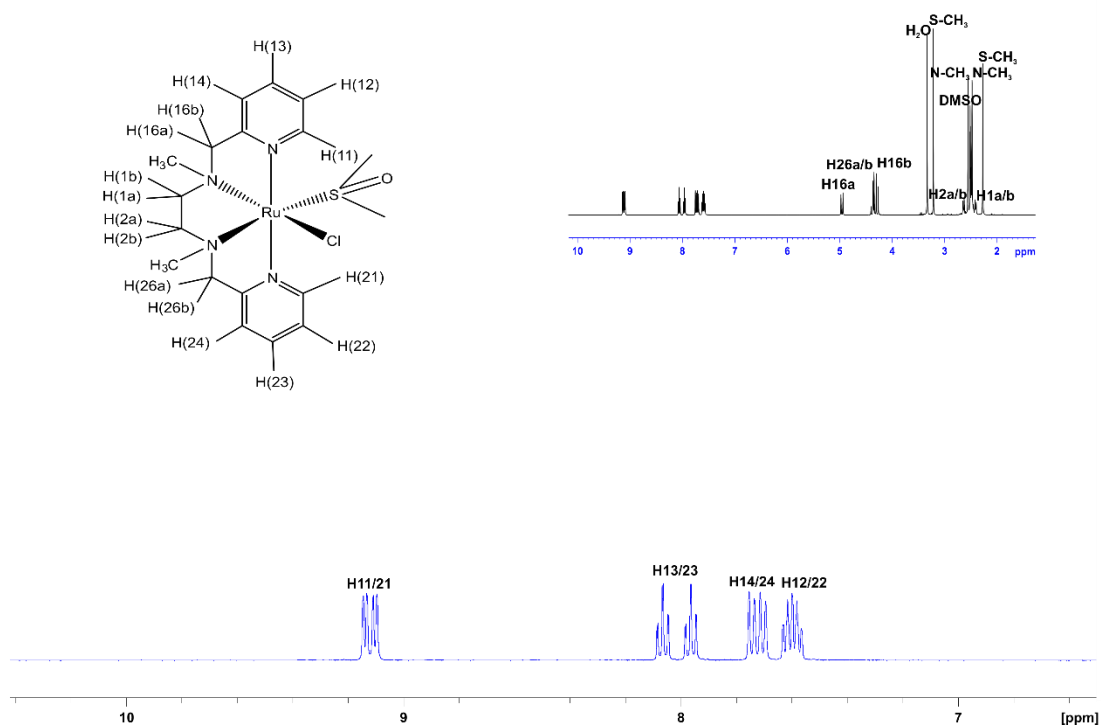 H(13)
H(14)
H(12)
H(16b)
H(16a)
H(11)
N
H₃C
H(1b)
N
S
O
H(1a)
Ru
H(2a)
Cl
H(2b)
N
H₃C
N
H(21)
H(26a)
H(26b)
H(24)
H(22)
H(23)
S-CH₃
H₂O
S-CH₃
N-CH₃ N-CH₃
DMSO
H26a/b H16b
H16a
H2a/b H1a/b
10 9 8 7 6 5 4 3 2 ppm
H11/21
H13/23
H14/24 H12/22
10 9 8 7 [ppm]